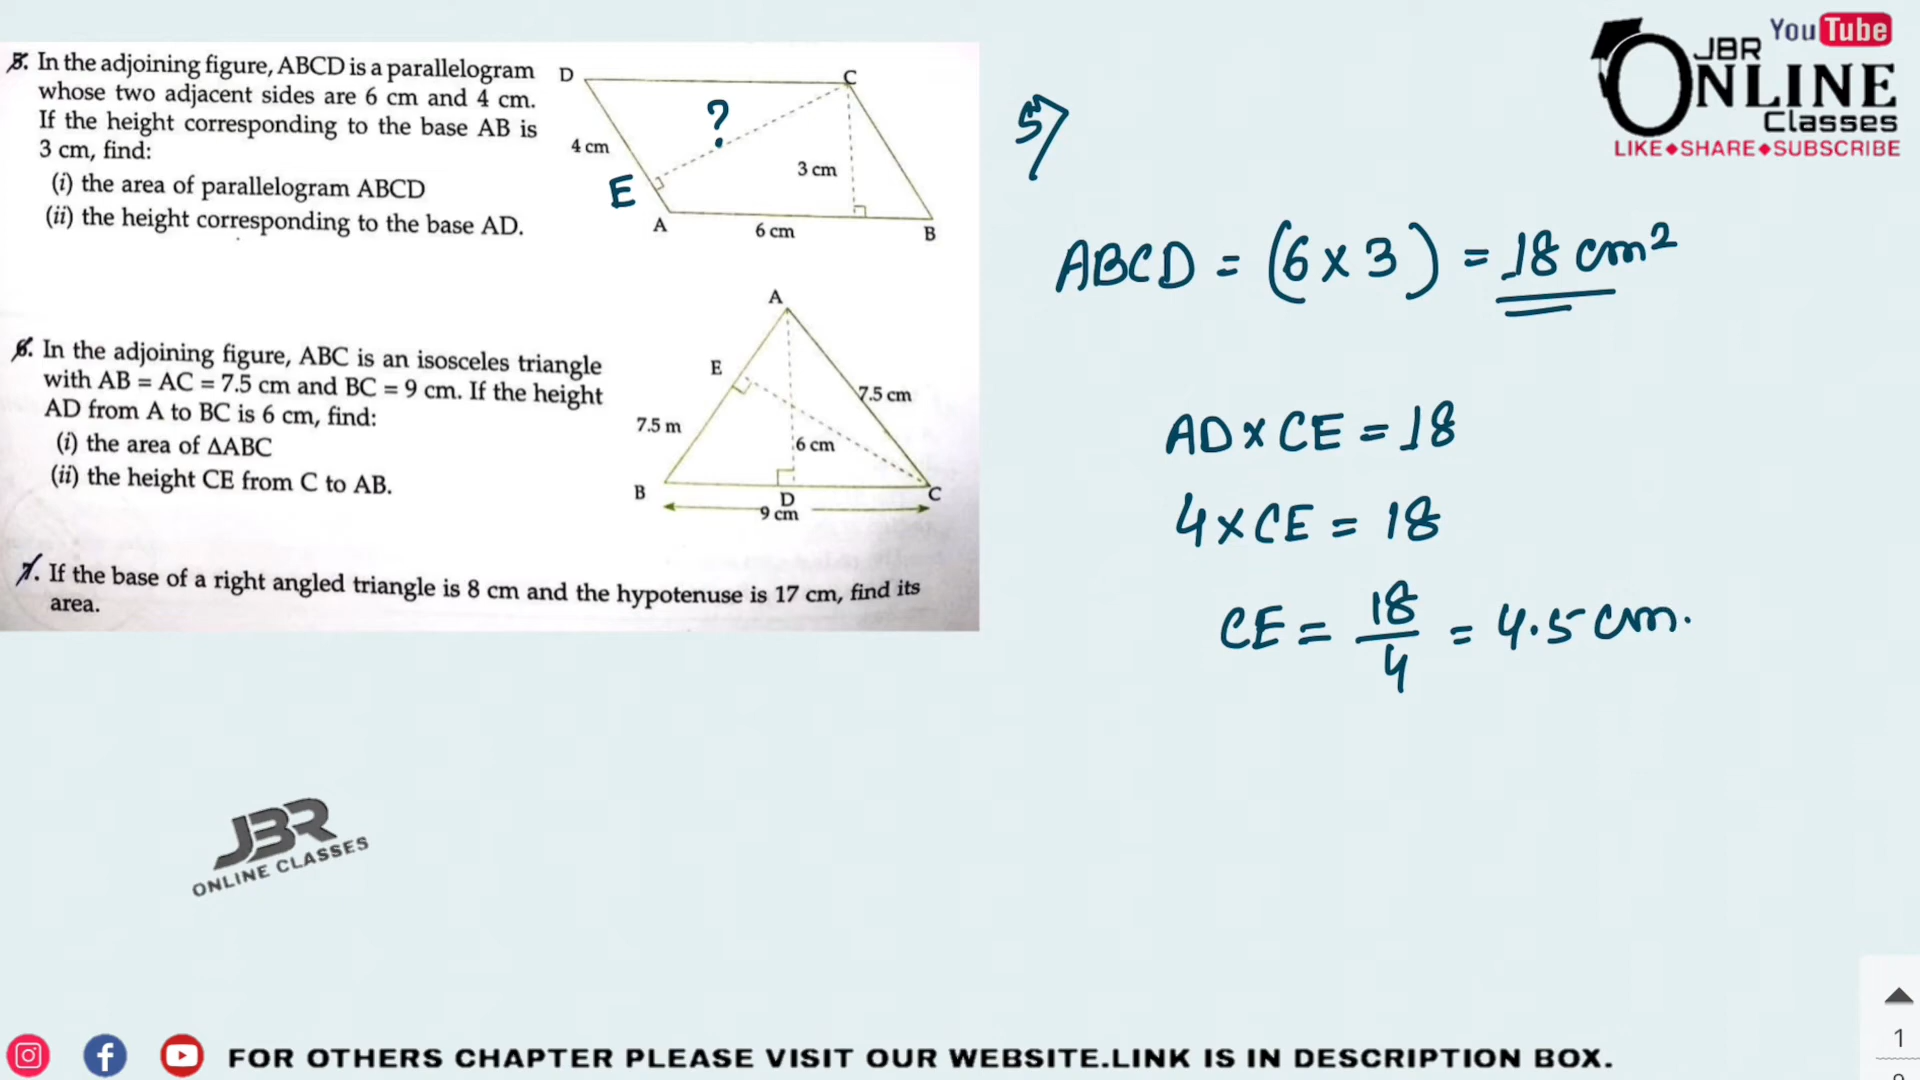 5. In the adjoining figure, ABCD is a parallelogram
whose two adjacent sides are 6 cm and 4 cm.
If the height corresponding to the base AB is
3 cm, find:
(i) the area of parallelogram ABCD
(ii) the height corresponding to the base AD.
D
C
?
4 cm
3 cm
E
A
6 cm
B
6. In the adjoining figure, ABC is an isosceles triangle
with AB = AC = 7.5 cm and BC = 9 cm. If the height
AD from A to BC is 6 cm, find:
(i) the area of ΔABC
(ii) the height CE from C to AB.
A
E
7.5 cm
7.5 m
6 cm
B
D
C
9 cm
7. If the base of a right angled triangle is 8 cm and the hypotenuse is 17 cm, find its
area.
5)
ABCD = (6 × 3) = 18 cm²
AD × CE = 18
4 × CE = 18
CE = 18/4 = 4.5 cm.
YouTube
JBR
ONLINE
Classes
LIKE◆SHARE◆SUBSCRIBE
JBR
ONLINE CLASSES
FOR OTHERS CHAPTER PLEASE VISIT OUR WEBSITE.LINK IS IN DESCRIPTION BOX.
1